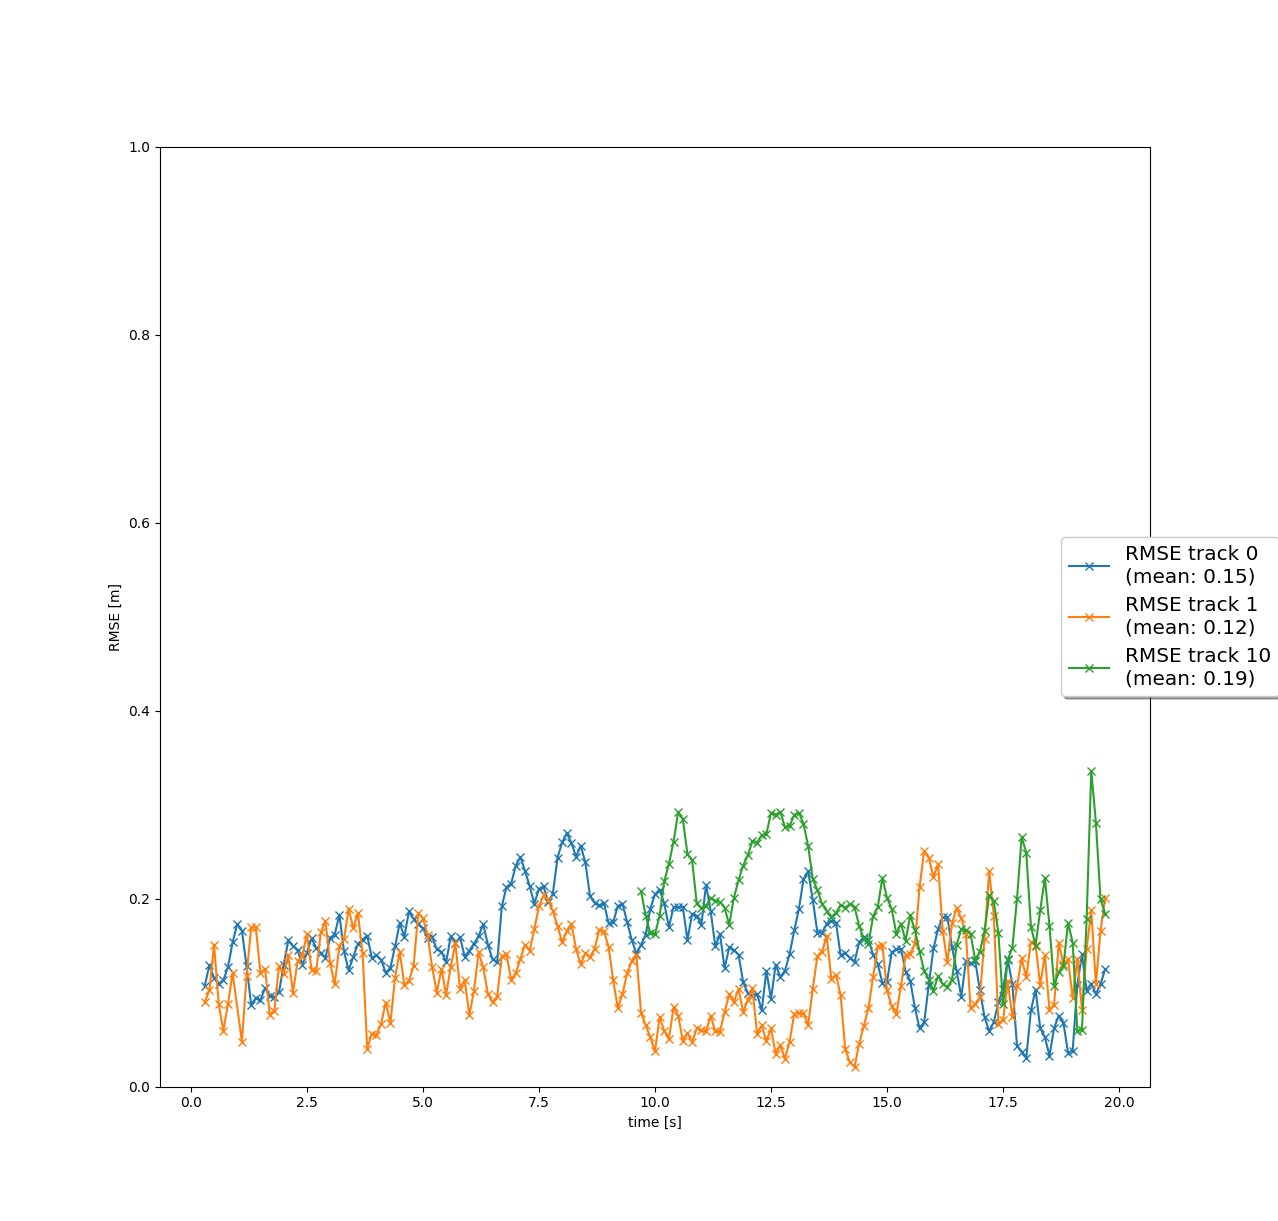 1.0
0.8
0.6
0.4
0.2
0.0
RMSE [m]
0.0 2.5 5.0 7.5 10.0 12.5 15.0 17.5 20.0
time [s]
RMSE track 0
(mean: 0.15)
RMSE track 1
(mean: 0.12)
RMSE track 10
(mean: 0.19)